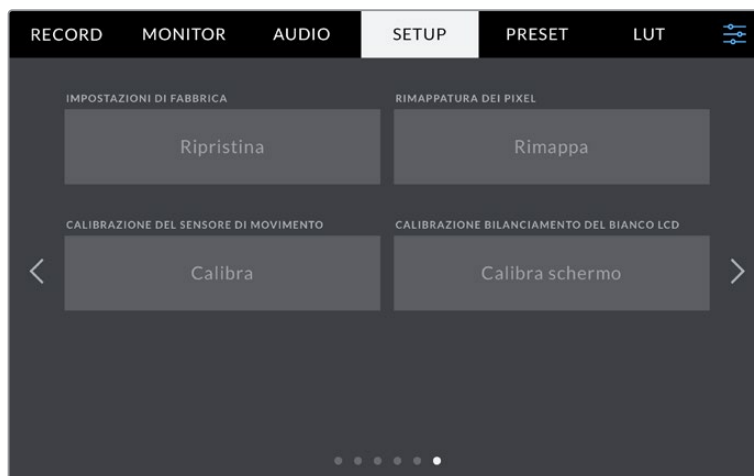 RECORD MONITOR AUDIO SETUP PRESET LUT
IMPOSTAZIONI DI FABBRICA
Ripristina
RIMAPPATURA DEI PIXEL
Rimappa
CALIBRAZIONE DEL SENSORE DI MOVIMENTO
Calibra
CALIBRAZIONE BILANCIAMENTO DEL BIANCO LCD
Calibra schermo